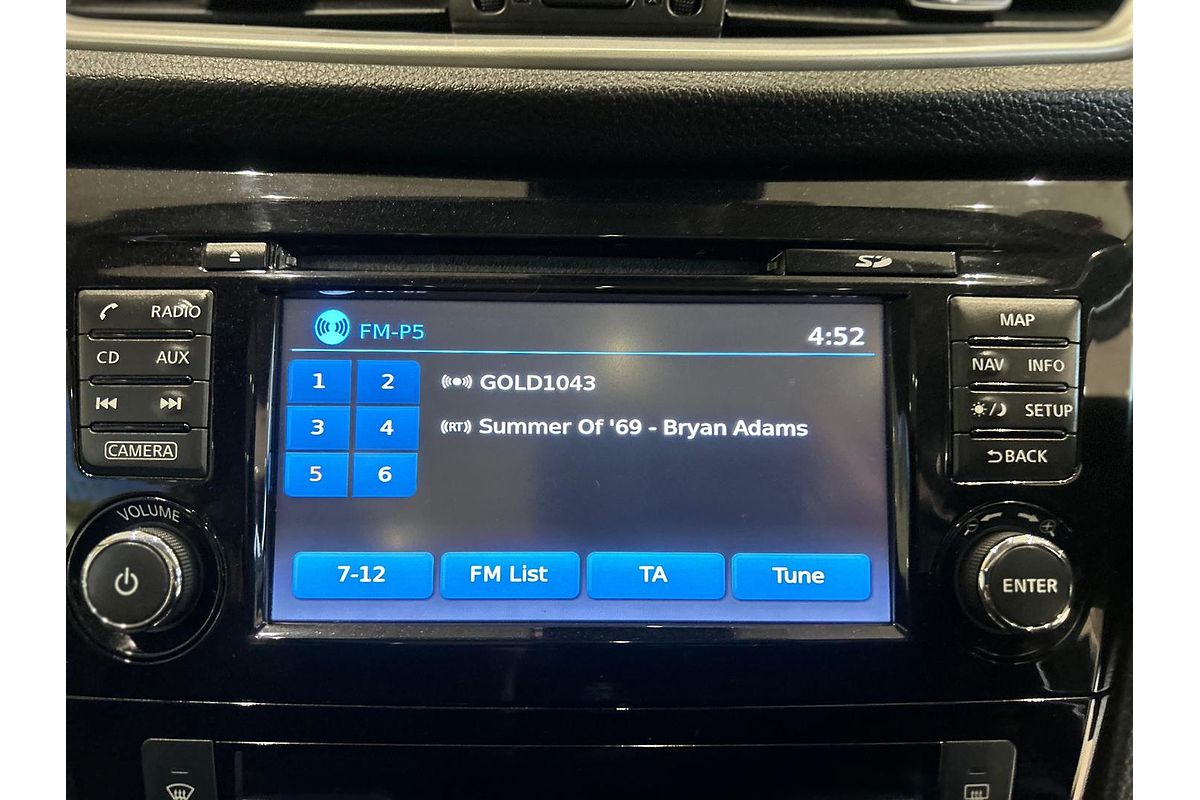 SD
RADIO
CD AUX
CAMERA
VOLUME
FM-P5 4:52
1 2
3 4
5 6
GOLD1043
(RT) Summer Of '69 - Bryan Adams
7-12 FM List TA Tune
MAP
NAV INFO
SETUP
BACK
ENTER